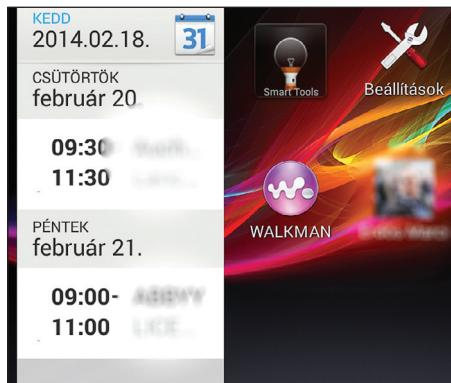 KEDD
2014.02.18.
31
CSÜTÖRTÖK
február 20
09:30
11:30
PÉNTEK
február 21.
09:00-
11:00
Smart Tools
Beállítások
WALKMAN